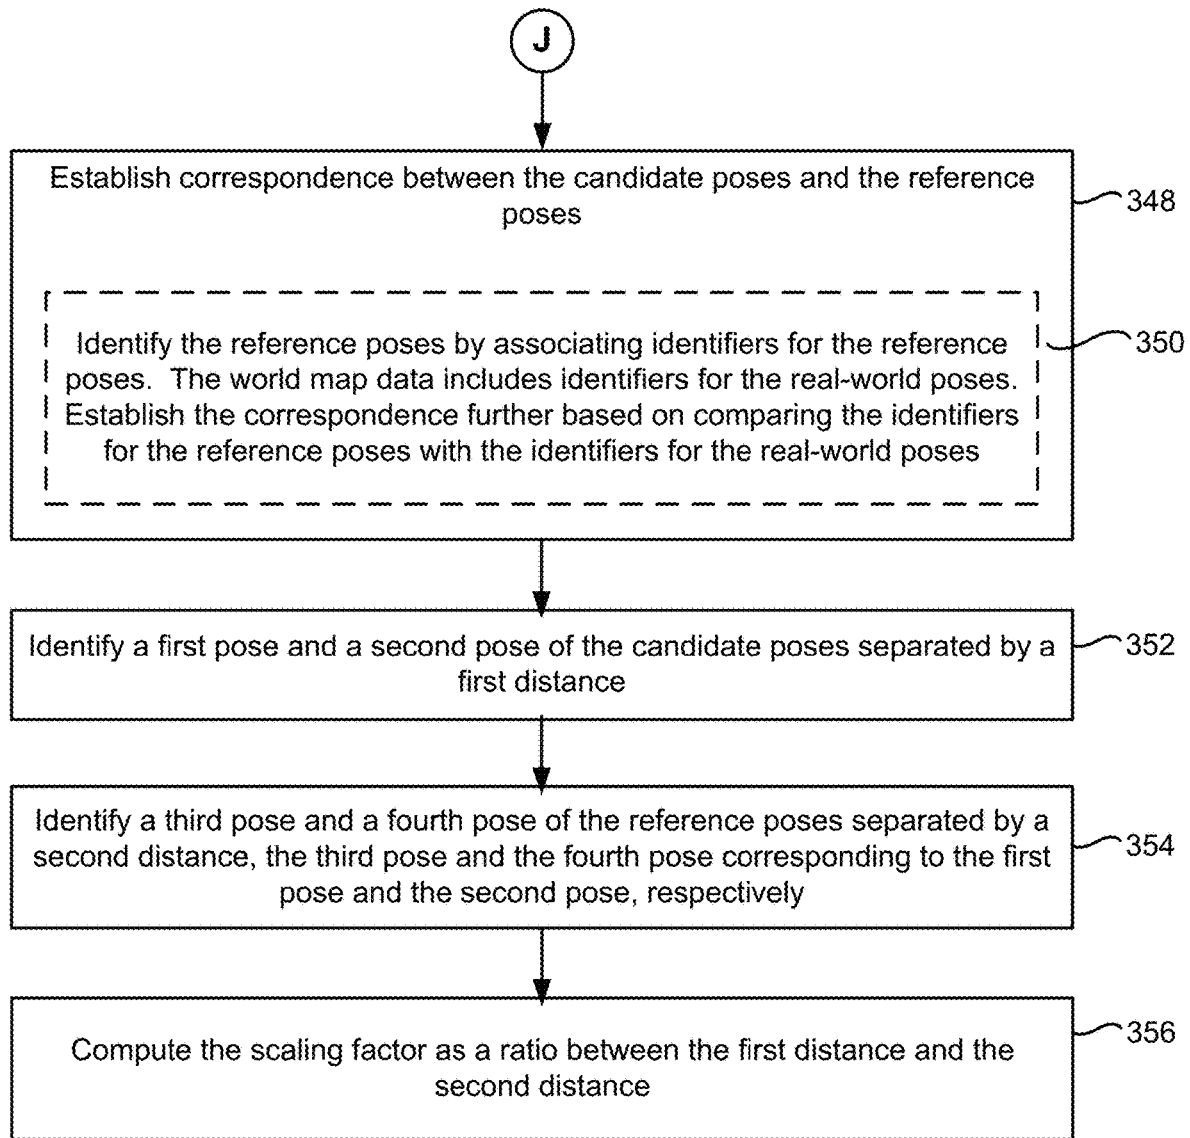 J
Establish correspondence between the candidate poses and the reference
poses
348
Identify the reference poses by associating identifiers for the reference
poses. The world map data includes identifiers for the real-world poses.
Establish the correspondence further based on comparing the identifiers
for the reference poses with the identifiers for the real-world poses
350
Identify a first pose and a second pose of the candidate poses separated by a
first distance
352
Identify a third pose and a fourth pose of the reference poses separated by a
second distance, the third pose and the fourth pose corresponding to the first
pose and the second pose, respectively
354
Compute the scaling factor as a ratio between the first distance and the
second distance
356